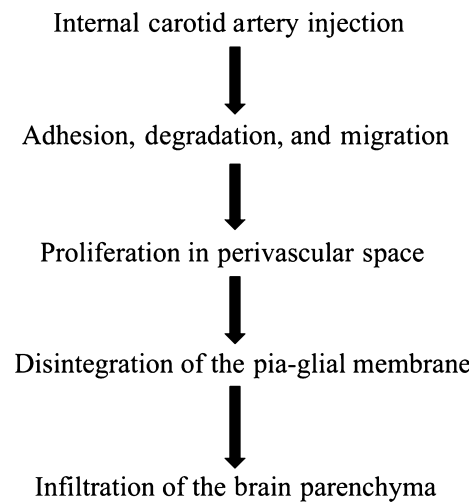 Internal carotid artery injection
Adhesion, degradation, and migration
Proliferation in perivascular space
Disintegration of the pia-glial membrane
Infiltration of the brain parenchyma